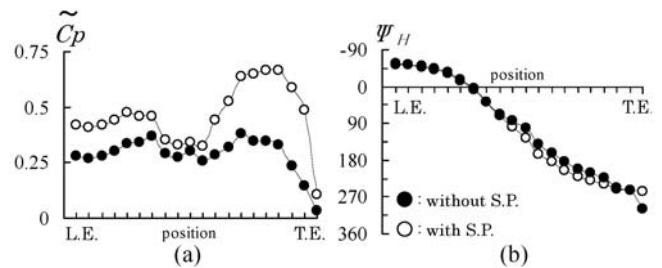 C̃p
0.75
0.5
0.25
0
L.E. position T.E.
(a)
Ψ_H
-90
0
90
180
270
360
position
L.E. T.E.
●: without S.P.
○: with S.P.
(b)